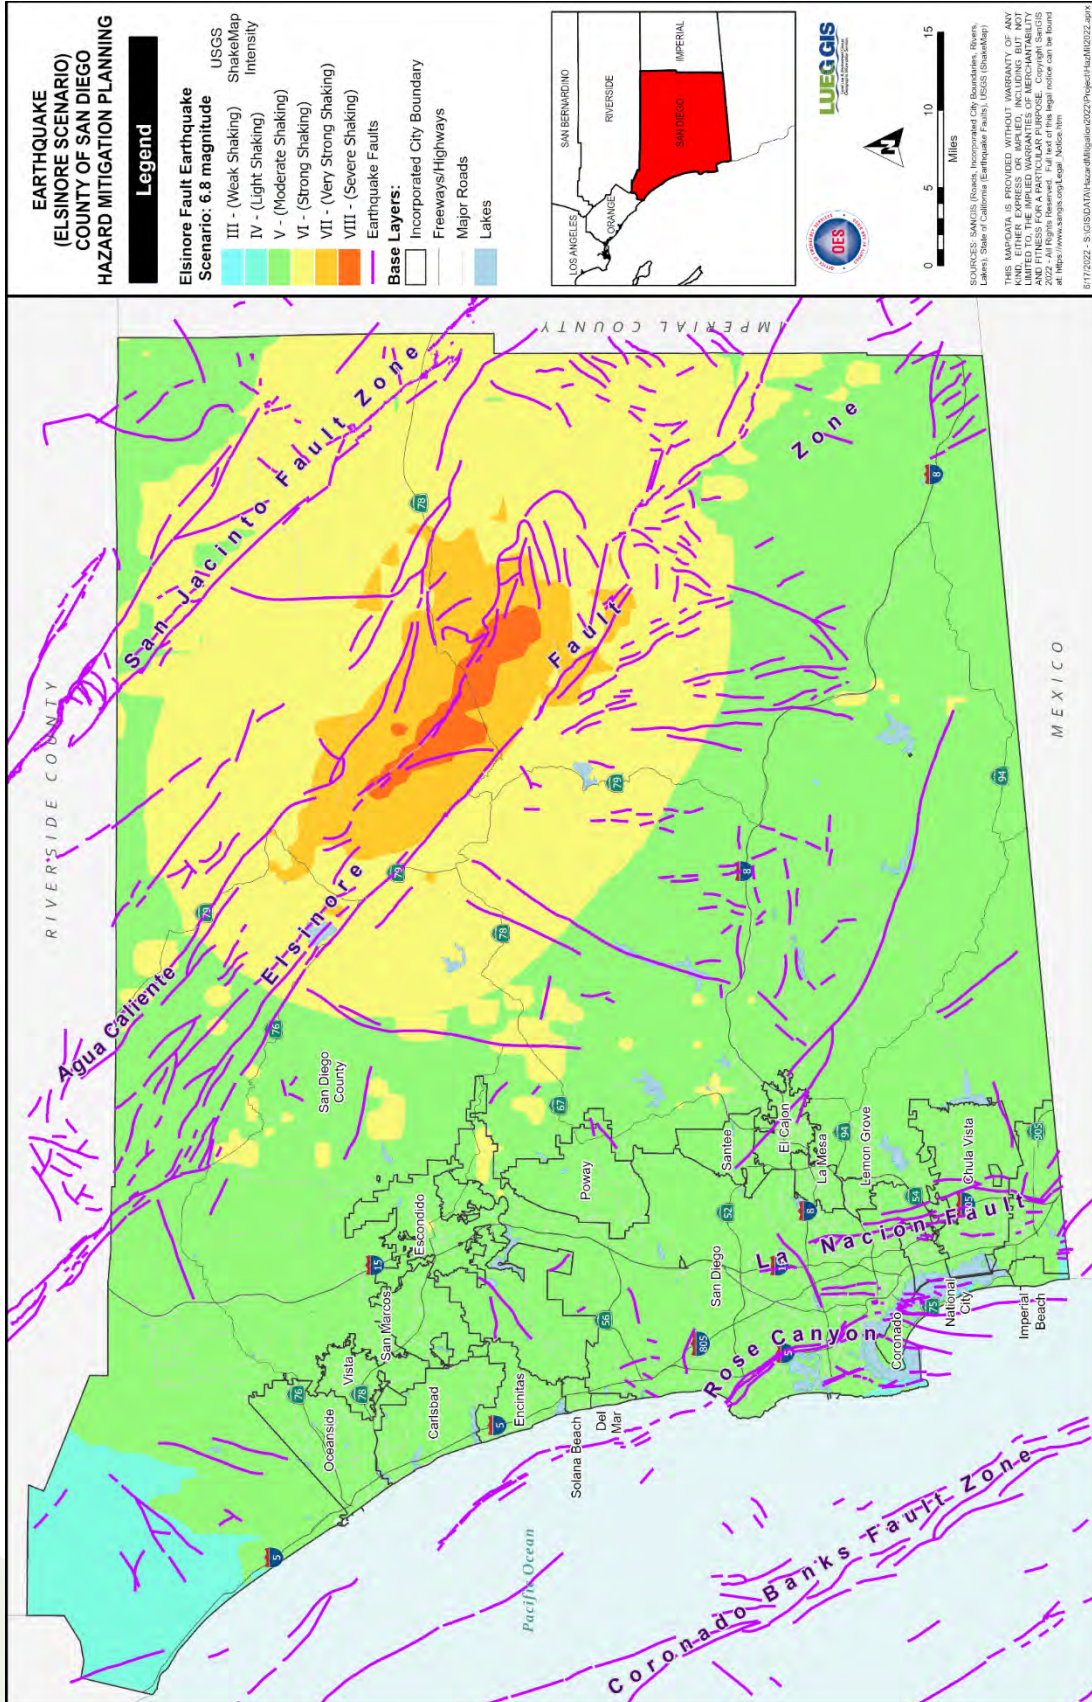 EARTHQUAKE
(ELSINORE SCENARIO)
COUNTY OF SAN DIEGO
HAZARD MITIGATION PLANNING
Legend
Elsinore Fault Earthquake
Scenario: 6.8 magnitude
USGS
ShakeMap
Intensity
III - (Weak Shaking)
IV - (Light Shaking)
V - (Moderate Shaking)
VI - (Strong Shaking)
VII - (Very Strong Shaking)
VIII - (Severe Shaking)
Earthquake Faults
Base Layers:
Incorporated City Boundary
Freeways/Highways
Major Roads
Lakes
SAN BERNARDINO
LOS ANGELES
RIVERSIDE
ORANGE
SAN DIEGO
IMPERIAL
LUEGGIS
OES
N
0 5 10 15
Miles
SOURCES: SANGIS (Roads, Incorporated City Boundaries, Rivers,
Lakes), State of California (Earthquake Faults), USGS (ShakeMap)
THIS MAP/DATA IS PROVIDED WITHOUT WARRANTY OF ANY
KIND, EITHER EXPRESS OR IMPLIED, INCLUDING BUT NOT
LIMITED TO, THE IMPLIED WARRANTIES OF MERCHANTABILITY
AND FITNESS FOR A PARTICULAR PURPOSE. Copyright SanGIS
2022 - All Rights Reserved. Full text of this legal notice can be found
at: https://www.sangis.org/Legal_Notice.htm
RIVERSIDE COUNTY
IMPERIAL COUNTY
MEXICO
Pacific Ocean
San Jacinto Fault Zone
Agua Caliente
Elsinore Fault Zone
Rose Canyon
La Nacion Fault
Coronado Banks Fault Zone
San Diego
County
Oceanside
Vista
San Marcos
Escondido
Carlsbad
Encinitas
Solana Beach
Del
Mar
Poway
San Diego
Santee
El Cajon
La Mesa
Lemon Grove
Chula Vista
Coronado
National
City
Imperial
Beach
5
76
78
15
5
76
79
79
78
78
79
67
56
805
52
5
8
8
8
94
94
54
75
905